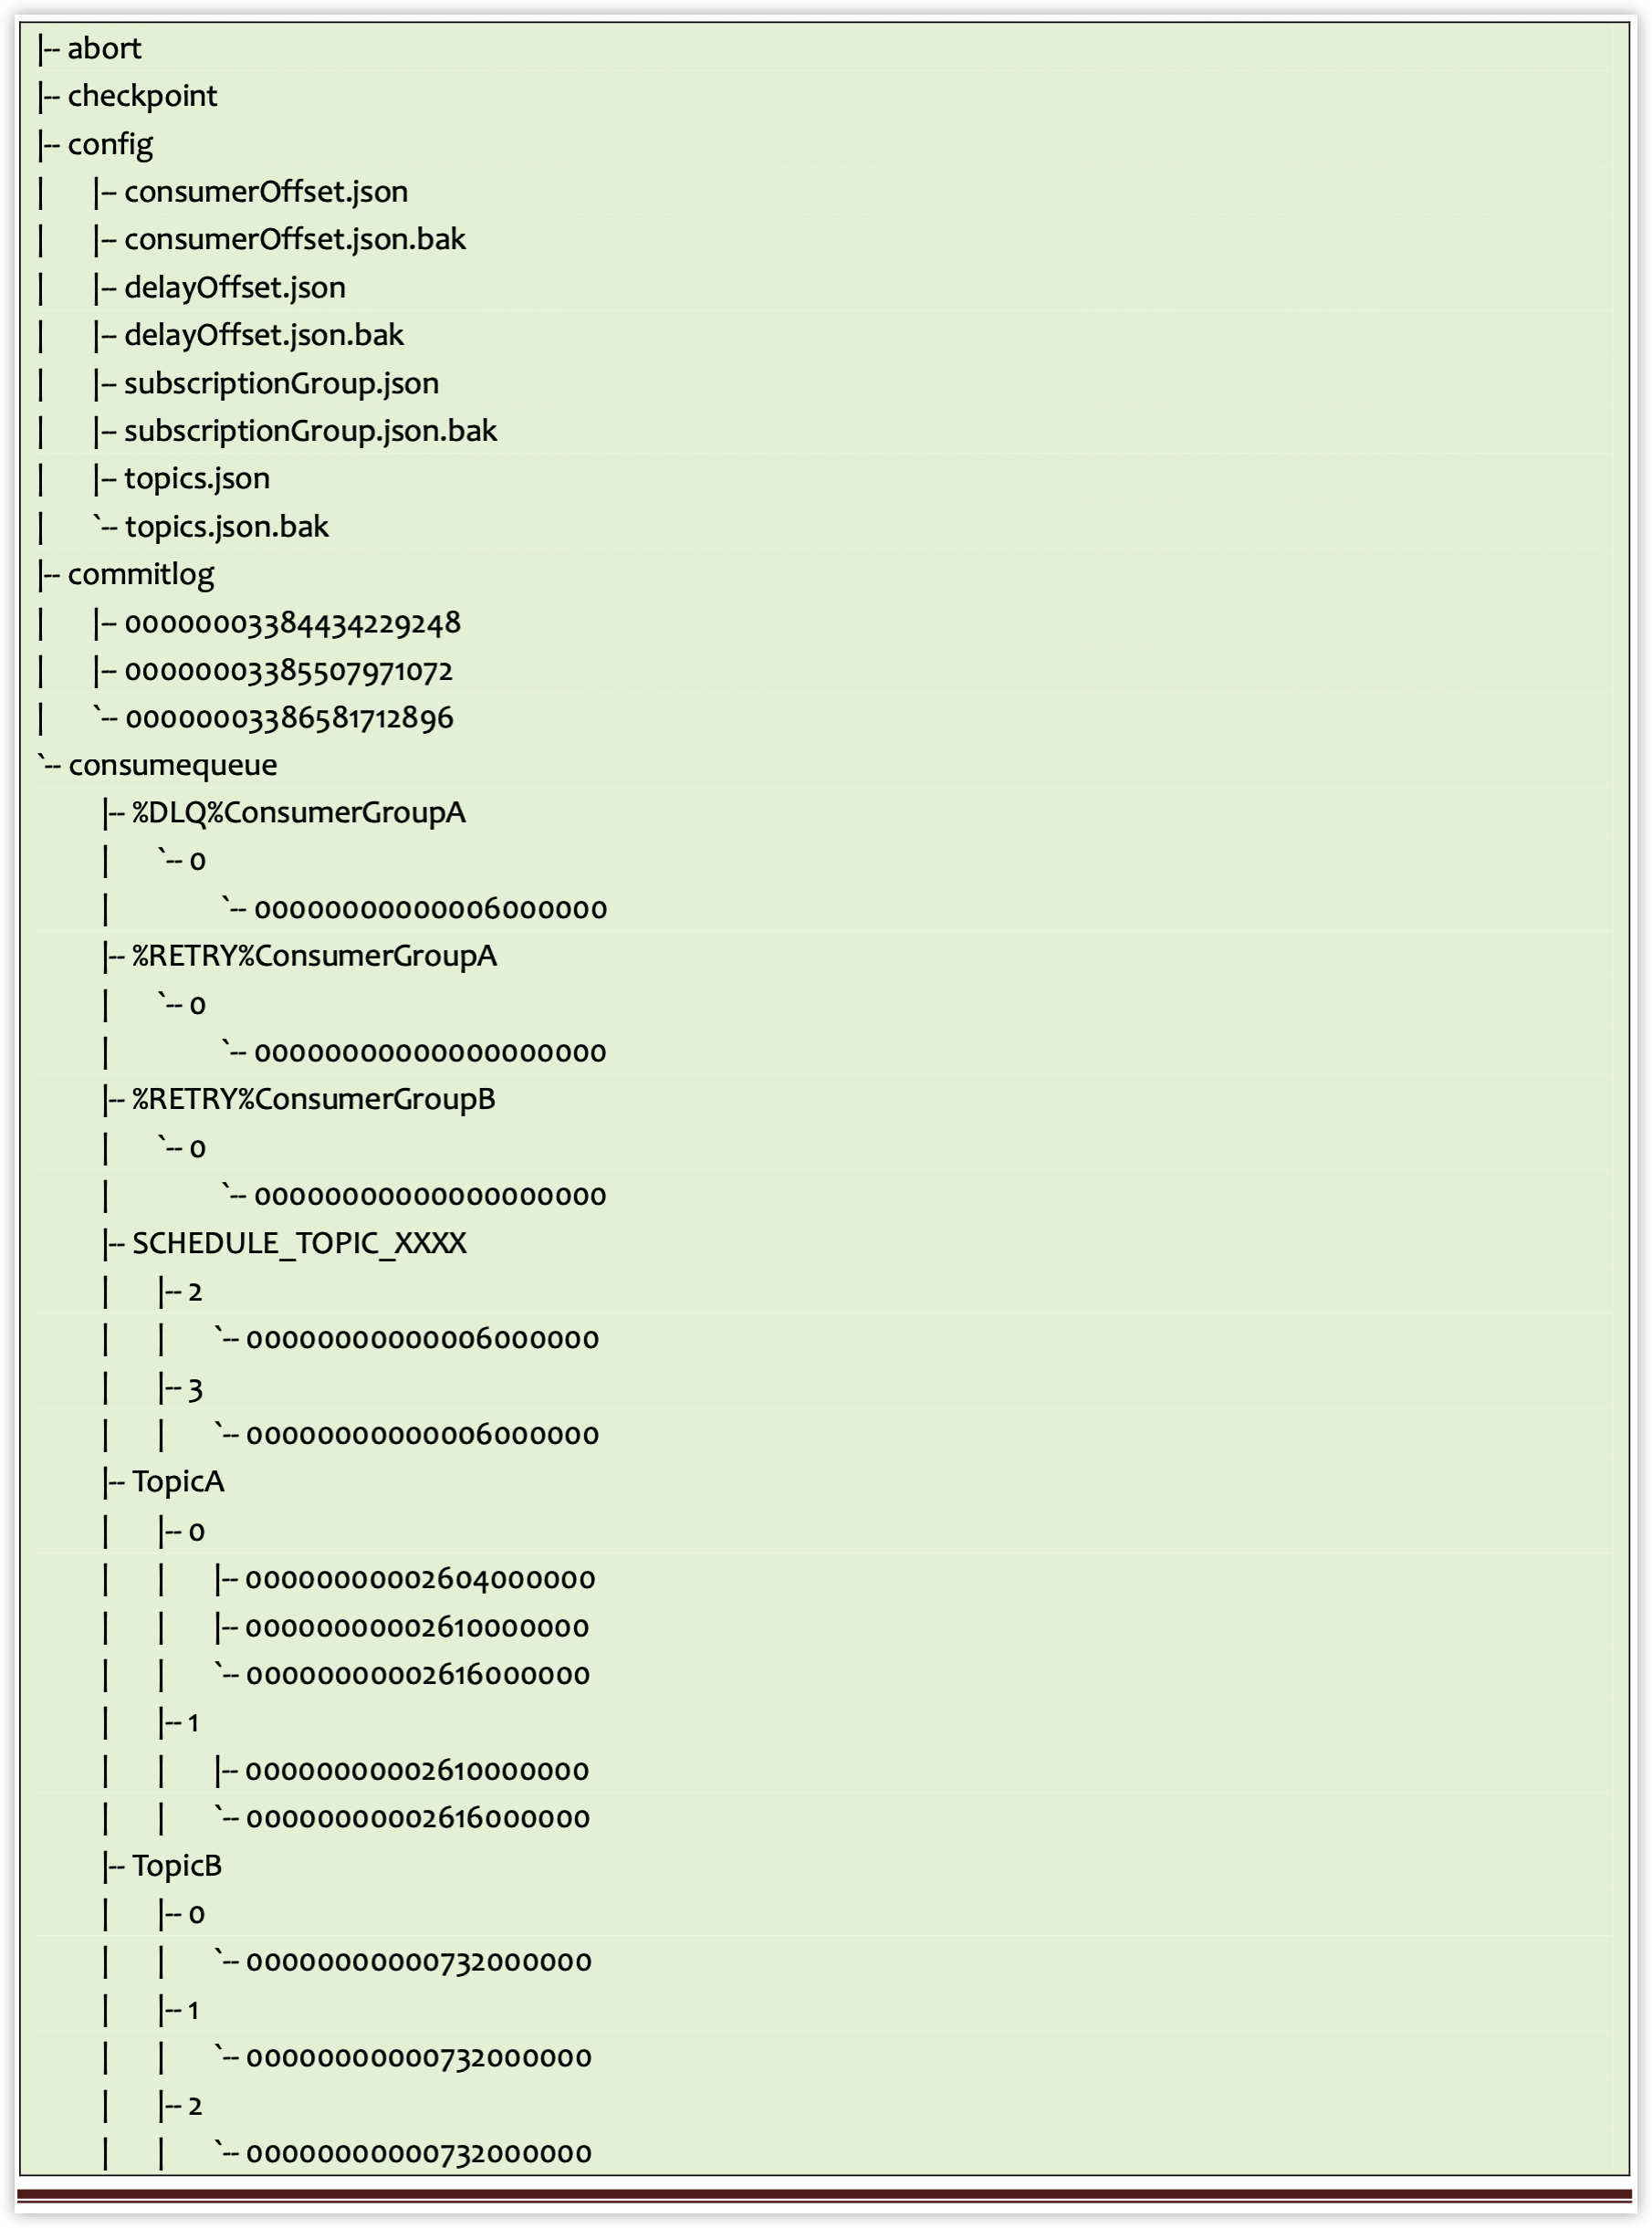 |-- abort
|-- checkpoint
|-- config
|   |-- consumerOffset.json
|   |-- consumerOffset.json.bak
|   |-- delayOffset.json
|   |-- delayOffset.json.bak
|   |-- subscriptionGroup.json
|   |-- subscriptionGroup.json.bak
|   |-- topics.json
|   `-- topics.json.bak
|-- commitlog
|   |-- 00000003384434229248
|   |-- 00000003385507971072
|   `-- 00000003386581712896
`-- consumequeue
    |-- %DLQ%ConsumerGroupA
    |   `-- 0
    |       `-- 00000000000006000000
    |-- %RETRY%ConsumerGroupA
    |   `-- 0
    |       `-- 00000000000000000000
    |-- %RETRY%ConsumerGroupB
    |   `-- 0
    |       `-- 00000000000000000000
    |-- SCHEDULE_TOPIC_XXXX
    |   |-- 2
    |   |   `-- 00000000000006000000
    |   |-- 3
    |   |   `-- 00000000000006000000
    |-- TopicA
    |   |-- 0
    |   |   |-- 00000000002604000000
    |   |   |-- 00000000002610000000
    |   |   `-- 00000000002616000000
    |   |-- 1
    |   |   |-- 00000000002610000000
    |   |   `-- 00000000002616000000
    |-- TopicB
    |   |-- 0
    |   |   `-- 00000000000732000000
    |   |-- 1
    |   |   `-- 00000000000732000000
    |   |-- 2
    |   |   `-- 00000000000732000000